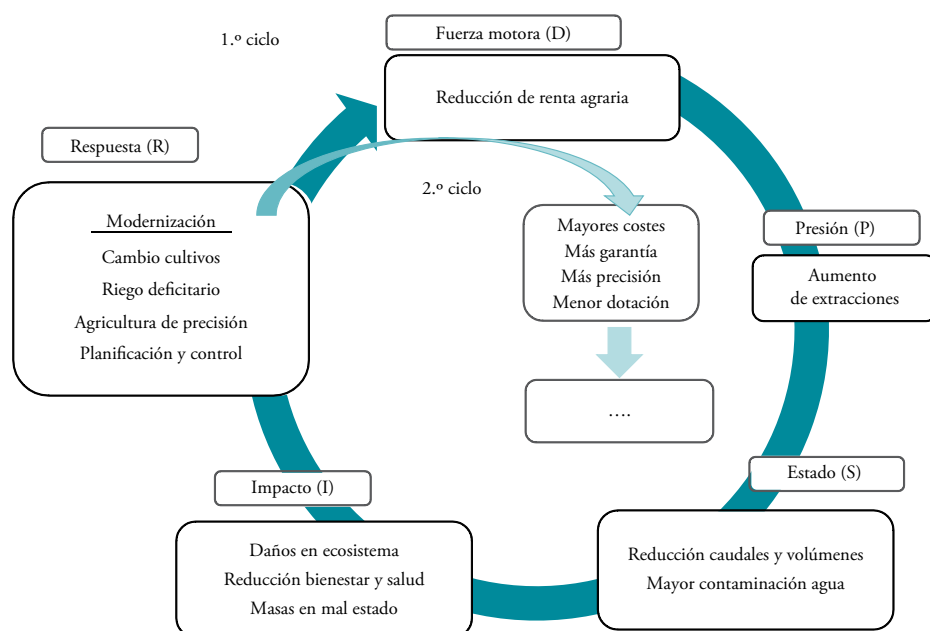 1.º ciclo
Fuerza motora (D)
Reducción de renta agraria
Respuesta (R)
Modernización
Cambio cultivos
Riego deficitario
Agricultura de precisión
Planificación y control
2.º ciclo
Mayores costes
Más garantía
Más precisión
Menor dotación
....
Presión (P)
Aumento
de extracciones
Estado (S)
Reducción caudales y volúmenes
Mayor contaminación agua
Impacto (I)
Daños en ecosistema
Reducción bienestar y salud
Masas en mal estado